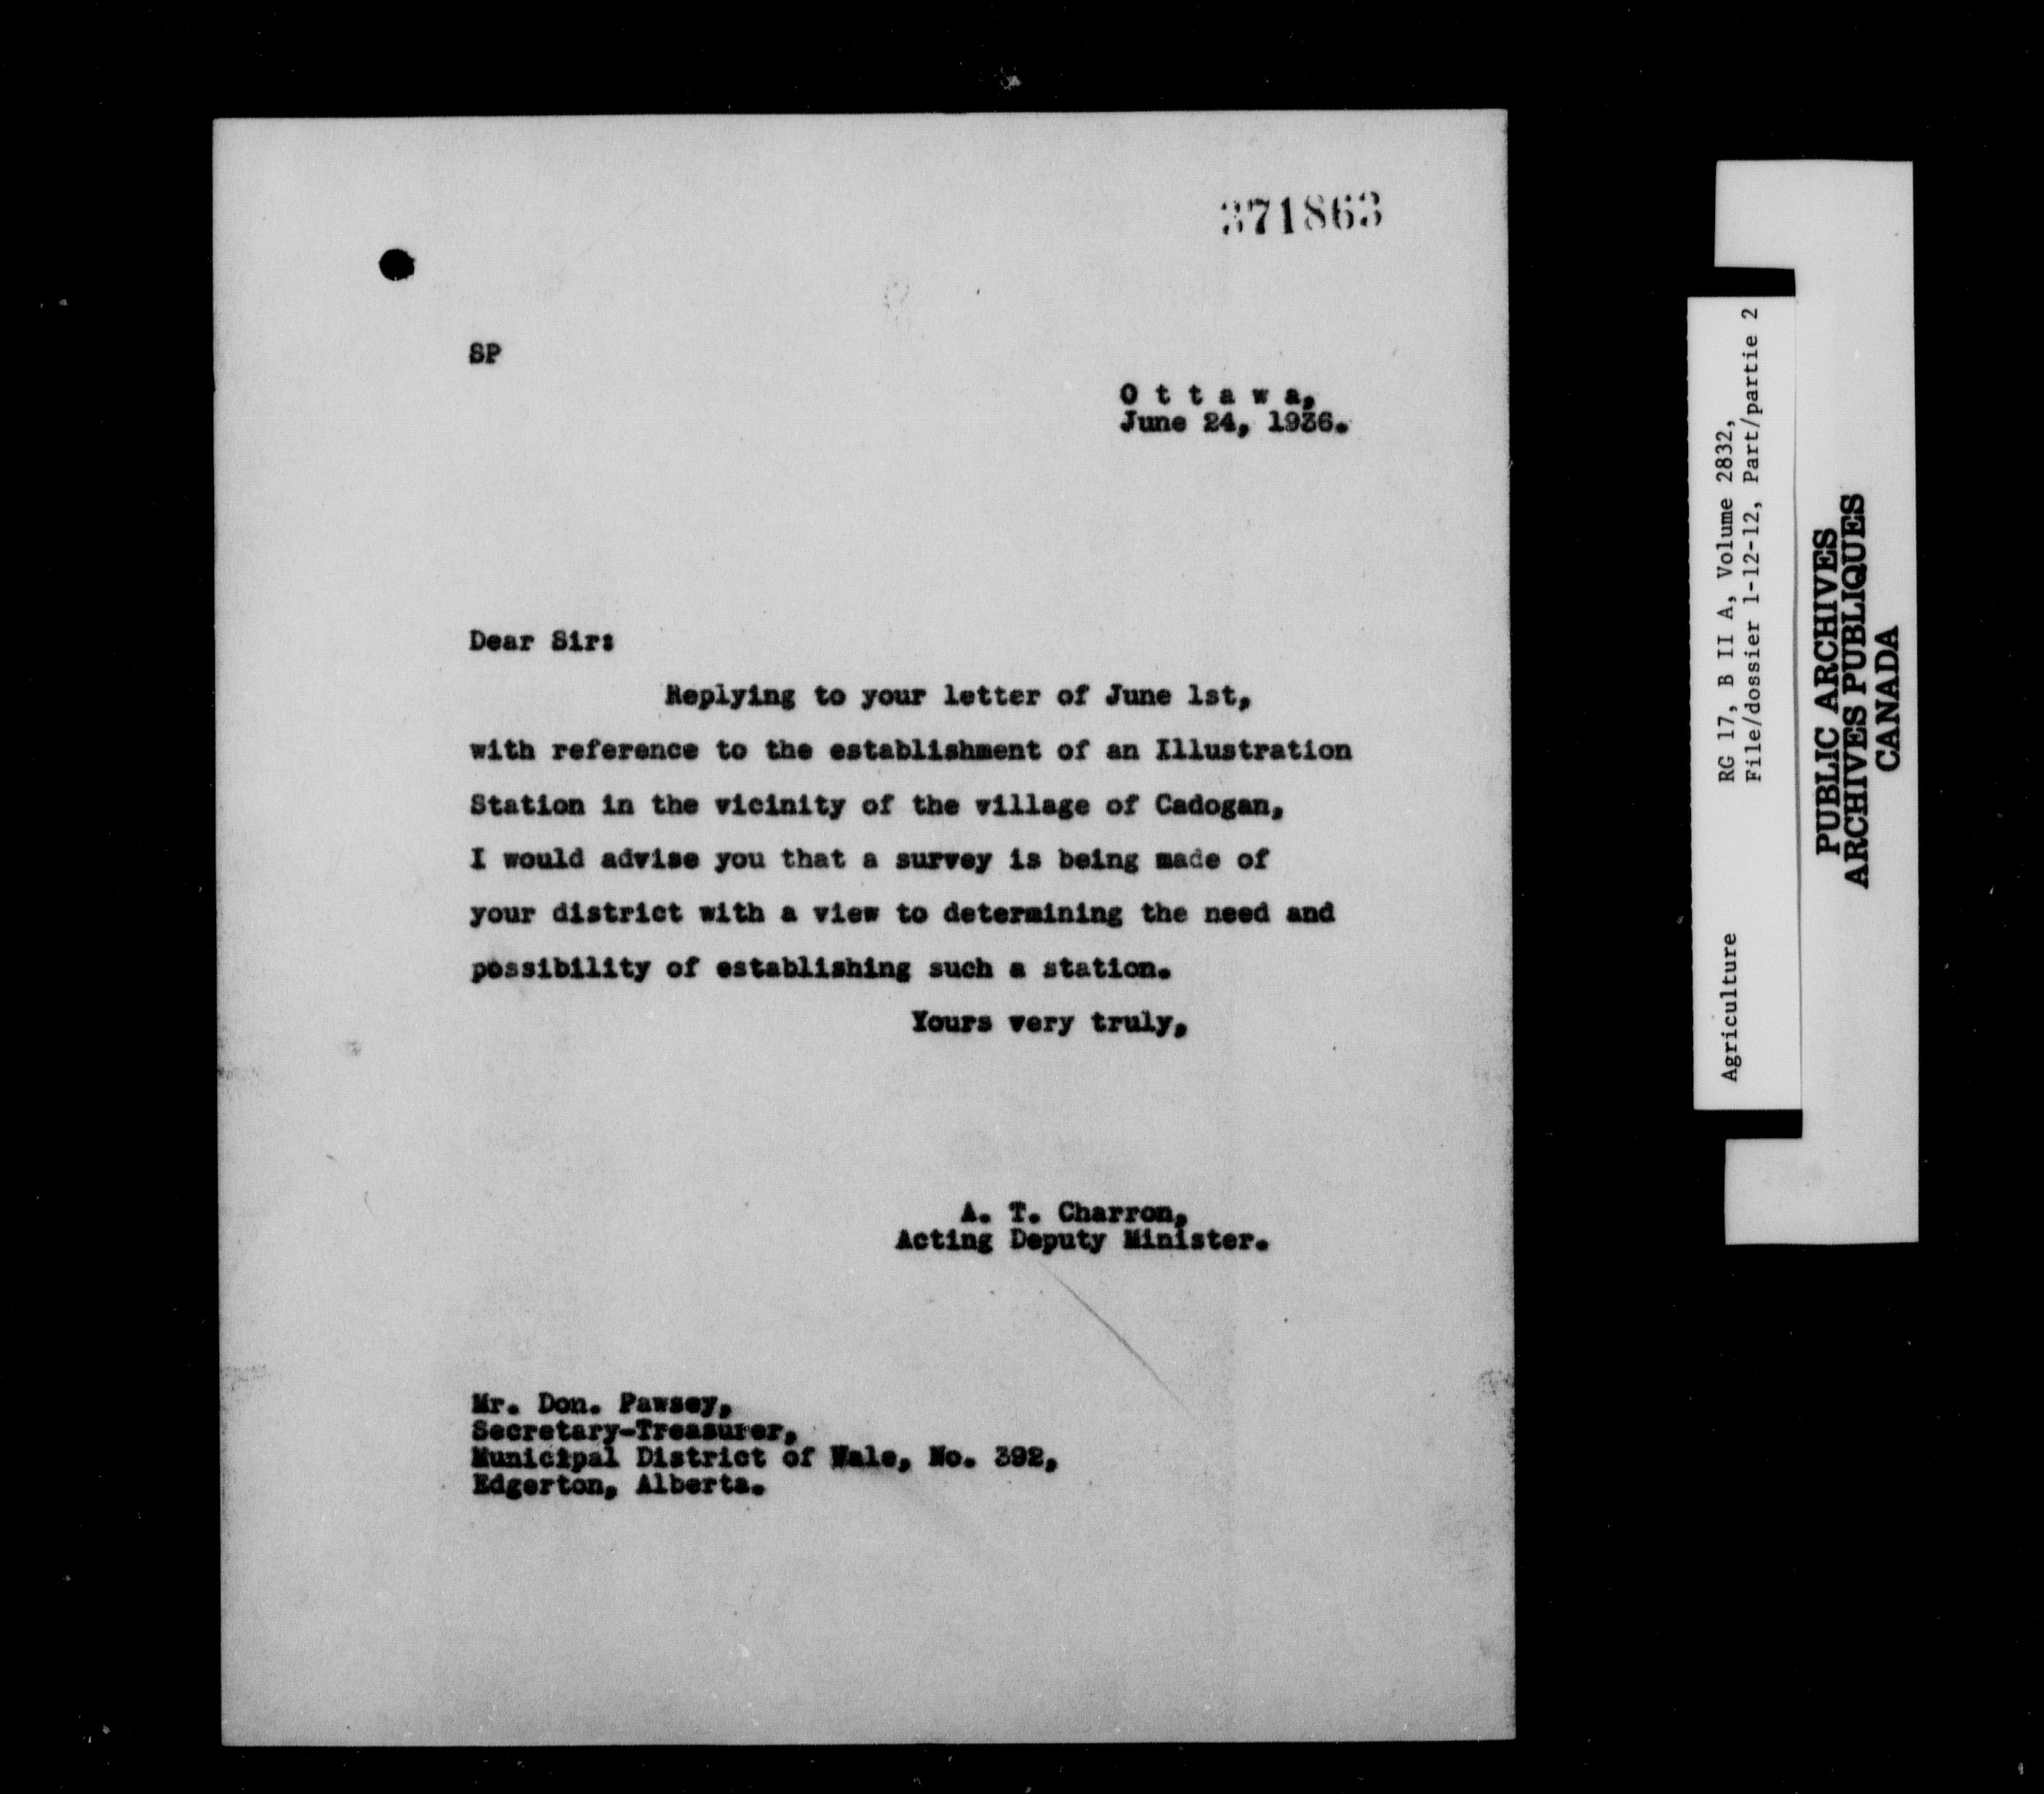 371863
SP
O t t a w a,
June 24, 1936.
Dear Sir:
Replying to your letter of June 1st,
with reference to the establishment of an Illustration
Station in the vicinity of the village of Cadogan,
I would advise you that a survey is being made of
your district with a view to determining the need and
possibility of establishing such a station.
Yours very truly,
A. T. Charron,
Acting Deputy Minister.
Mr. Don. Pawsey,
Secretary-Treasurer,
Municipal District of Wale, No. 392,
Edgerton, Alberta.
Agriculture RG 17, B II A, Volume 2832,
File/dossier 1-12-12, Part/partie 2
PUBLIC ARCHIVES
ARCHIVES PUBLIQUES
CANADA